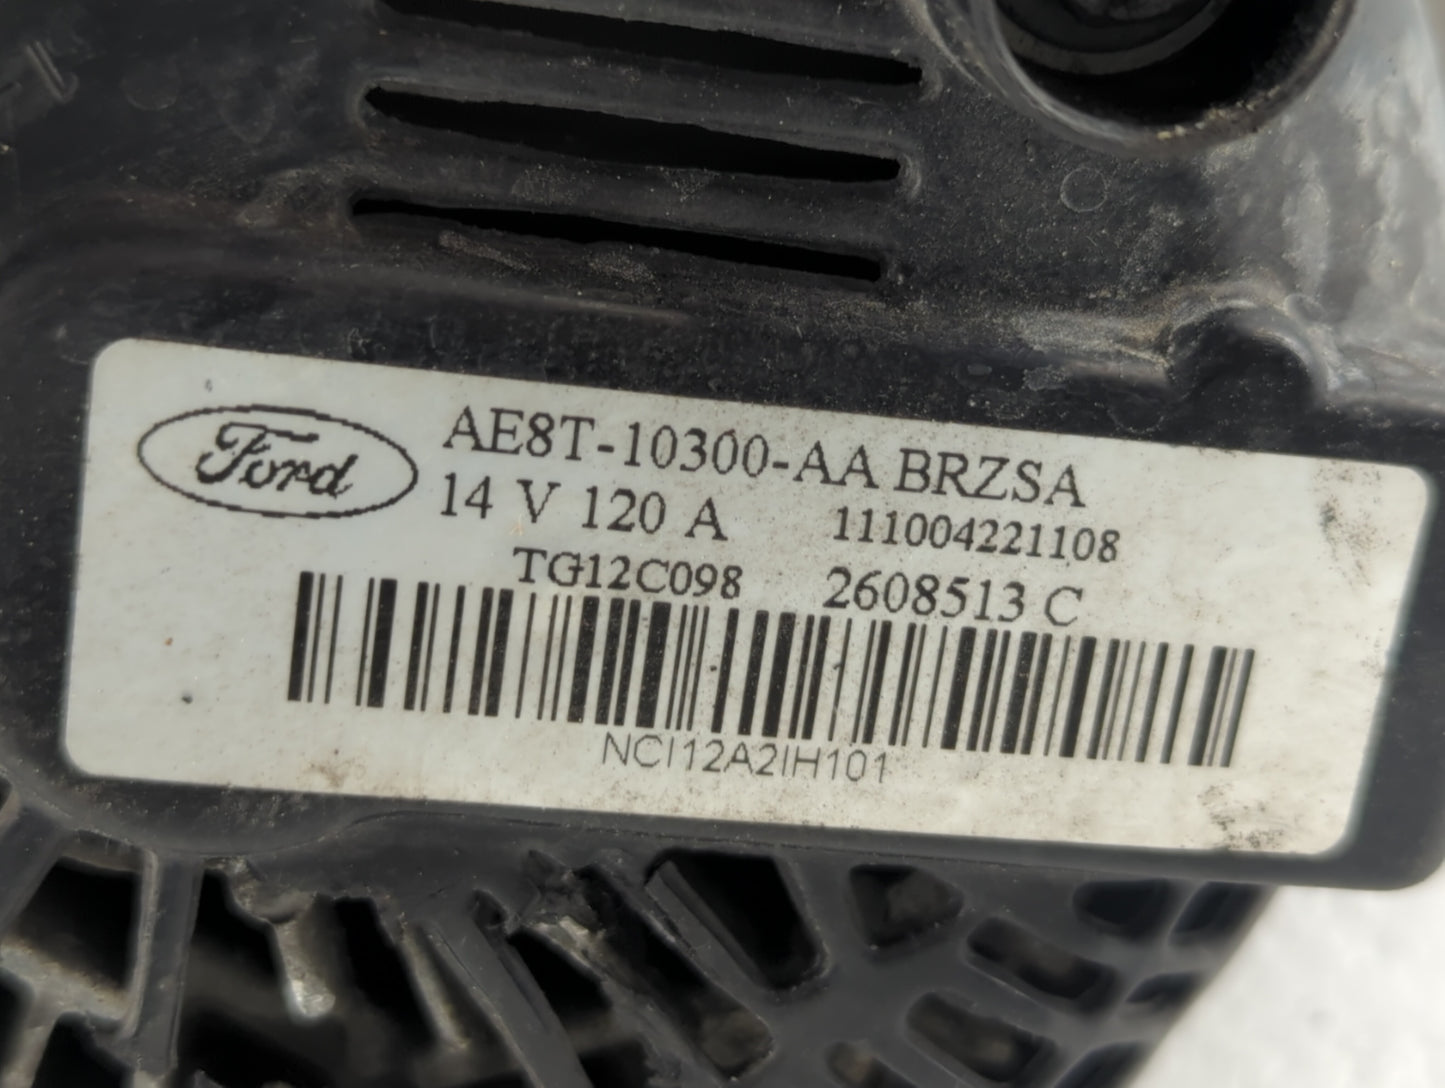 Ford
AE8T-10300-AA BRZSA
14 V 120 A 111004221108
TG12C098 2608513 C
NCI12A2IH101